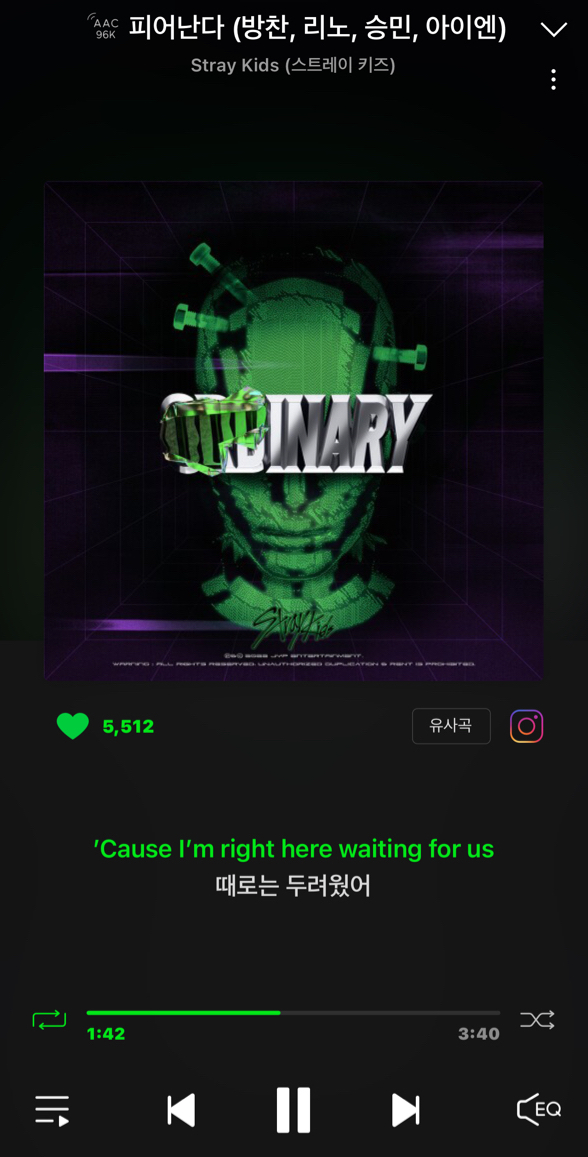 AAC
96K
피어난다 (방찬, 리노, 승민, 아이엔)
Stray Kids (스트레이 키즈)
ORDINARY
Stray Kids
ⓟ©2022 JYP ENTERTAINMENT.
WARNING : ALL RIGHTS RESERVED. UNAUTHORIZED DUPLICATION & RENT IS PROHIBITED.
5,512
유사곡
'Cause I'm right here waiting for us
때로는 두려웠어
1:42
3:40
EQ